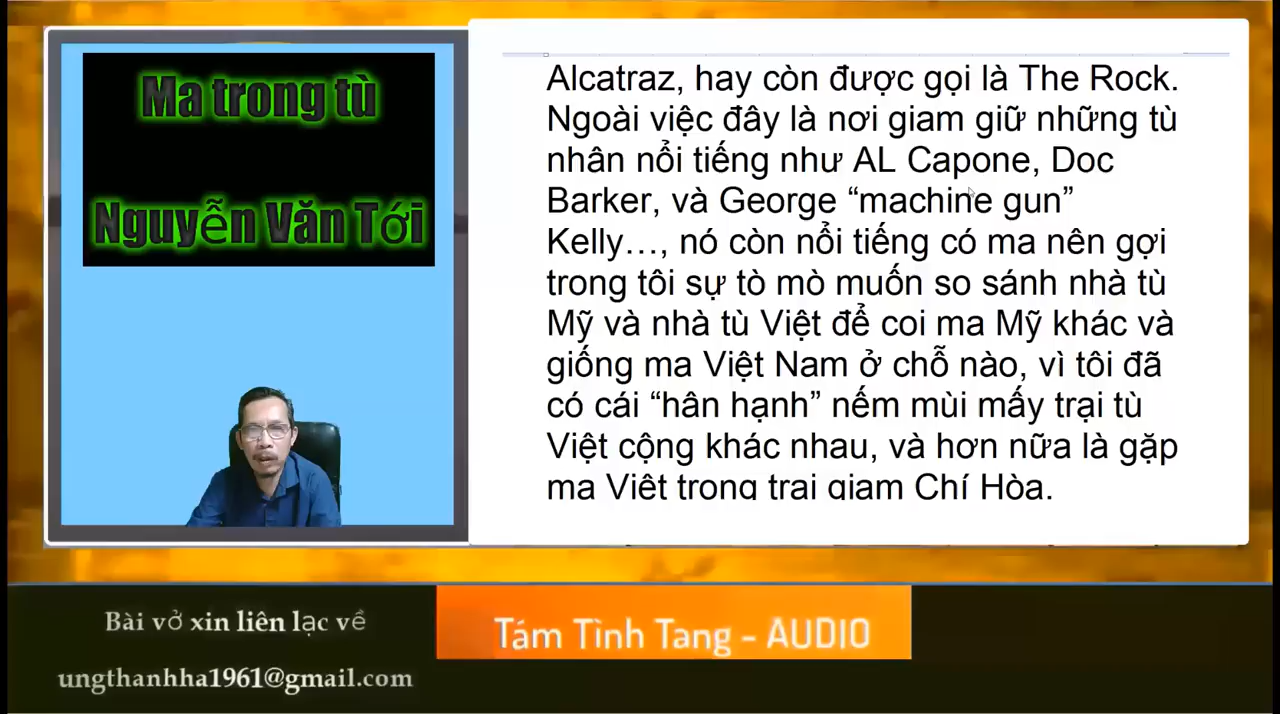 Ma trong tù
Nguyễn Văn Tới
Alcatraz, hay còn được gọi là The Rock.
Ngoài việc đây là nơi giam giữ những tù
nhân nổi tiếng như AL Capone, Doc
Barker, và George “machine gun”
Kelly…, nó còn nổi tiếng có ma nên gợi
trong tôi sự tò mò muốn so sánh nhà tù
Mỹ và nhà tù Việt để coi ma Mỹ khác và
giống ma Việt Nam ở chỗ nào, vì tôi đã
có cái “hân hạnh” nếm mùi mấy trại tù
Việt cộng khác nhau, và hơn nữa là gặp
ma Việt trong trại giam Chí Hòa.
Bài vở xin liên lạc về
ungthanhha1961@gmail.com
Tám Tình Tang - AUDIO